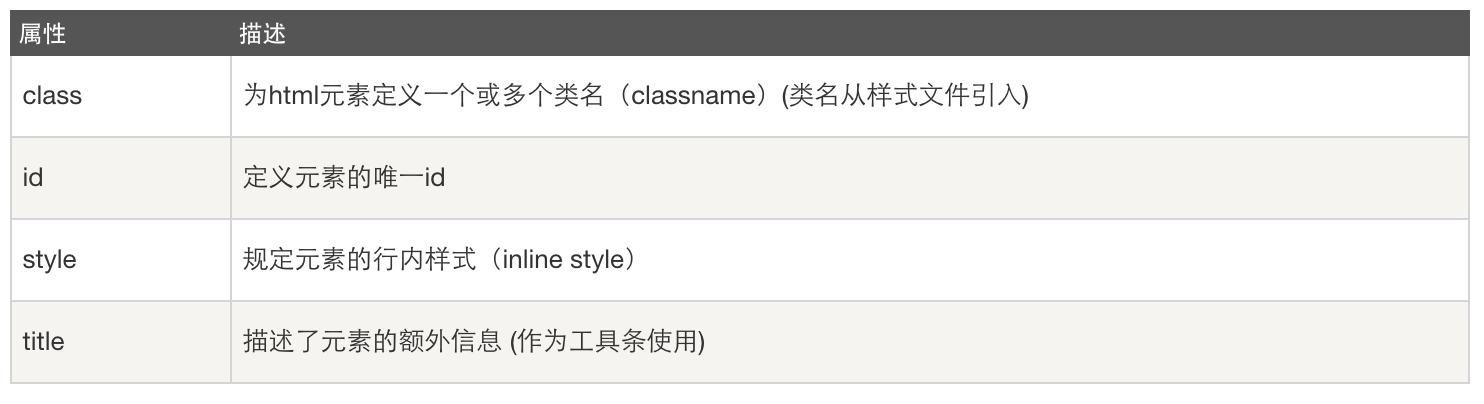 属性 描述
class 为html元素定义一个或多个类名（classname）(类名从样式文件引入)
id 定义元素的唯一id
style 规定元素的行内样式（inline style）
title 描述了元素的额外信息 (作为工具条使用)